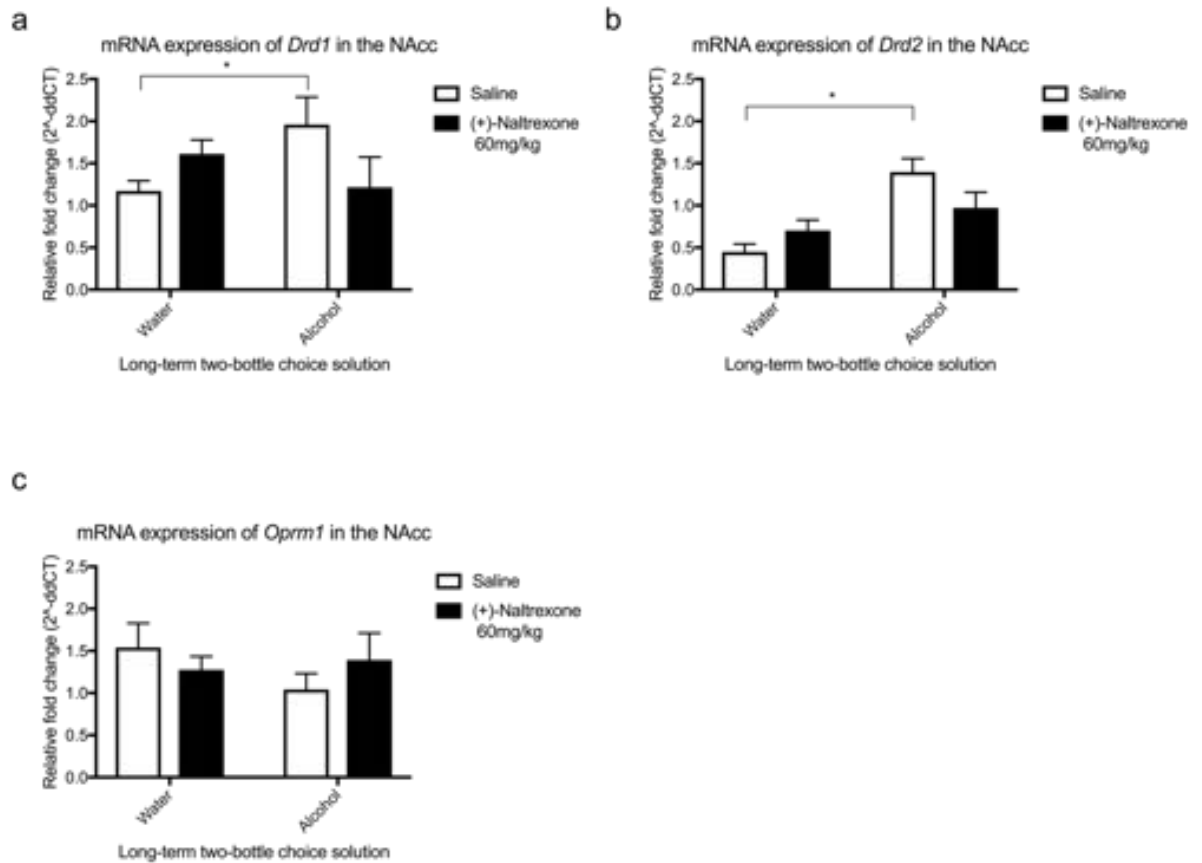 a
mRNA expression of Drd1 in the NAcc
*
Relative fold change (2^-ddCT)
2.5
2.0
1.5
1.0
0.5
0.0
Saline
(+)-Naltrexone
60mg/kg
Water
Alcohol
Long-term two-bottle choice solution
b
mRNA expression of Drd2 in the NAcc
*
Relative fold change (2^-ddCT)
2.5
2.0
1.5
1.0
0.5
0.0
Saline
(+)-Naltrexone
60mg/kg
Water
Alcohol
Long-term two-bottle choice solution
c
mRNA expression of Oprm1 in the NAcc
Relative fold change (2^-ddCT)
2.5
2.0
1.5
1.0
0.5
0.0
Saline
(+)-Naltrexone
60mg/kg
Water
Alcohol
Long-term two-bottle choice solution